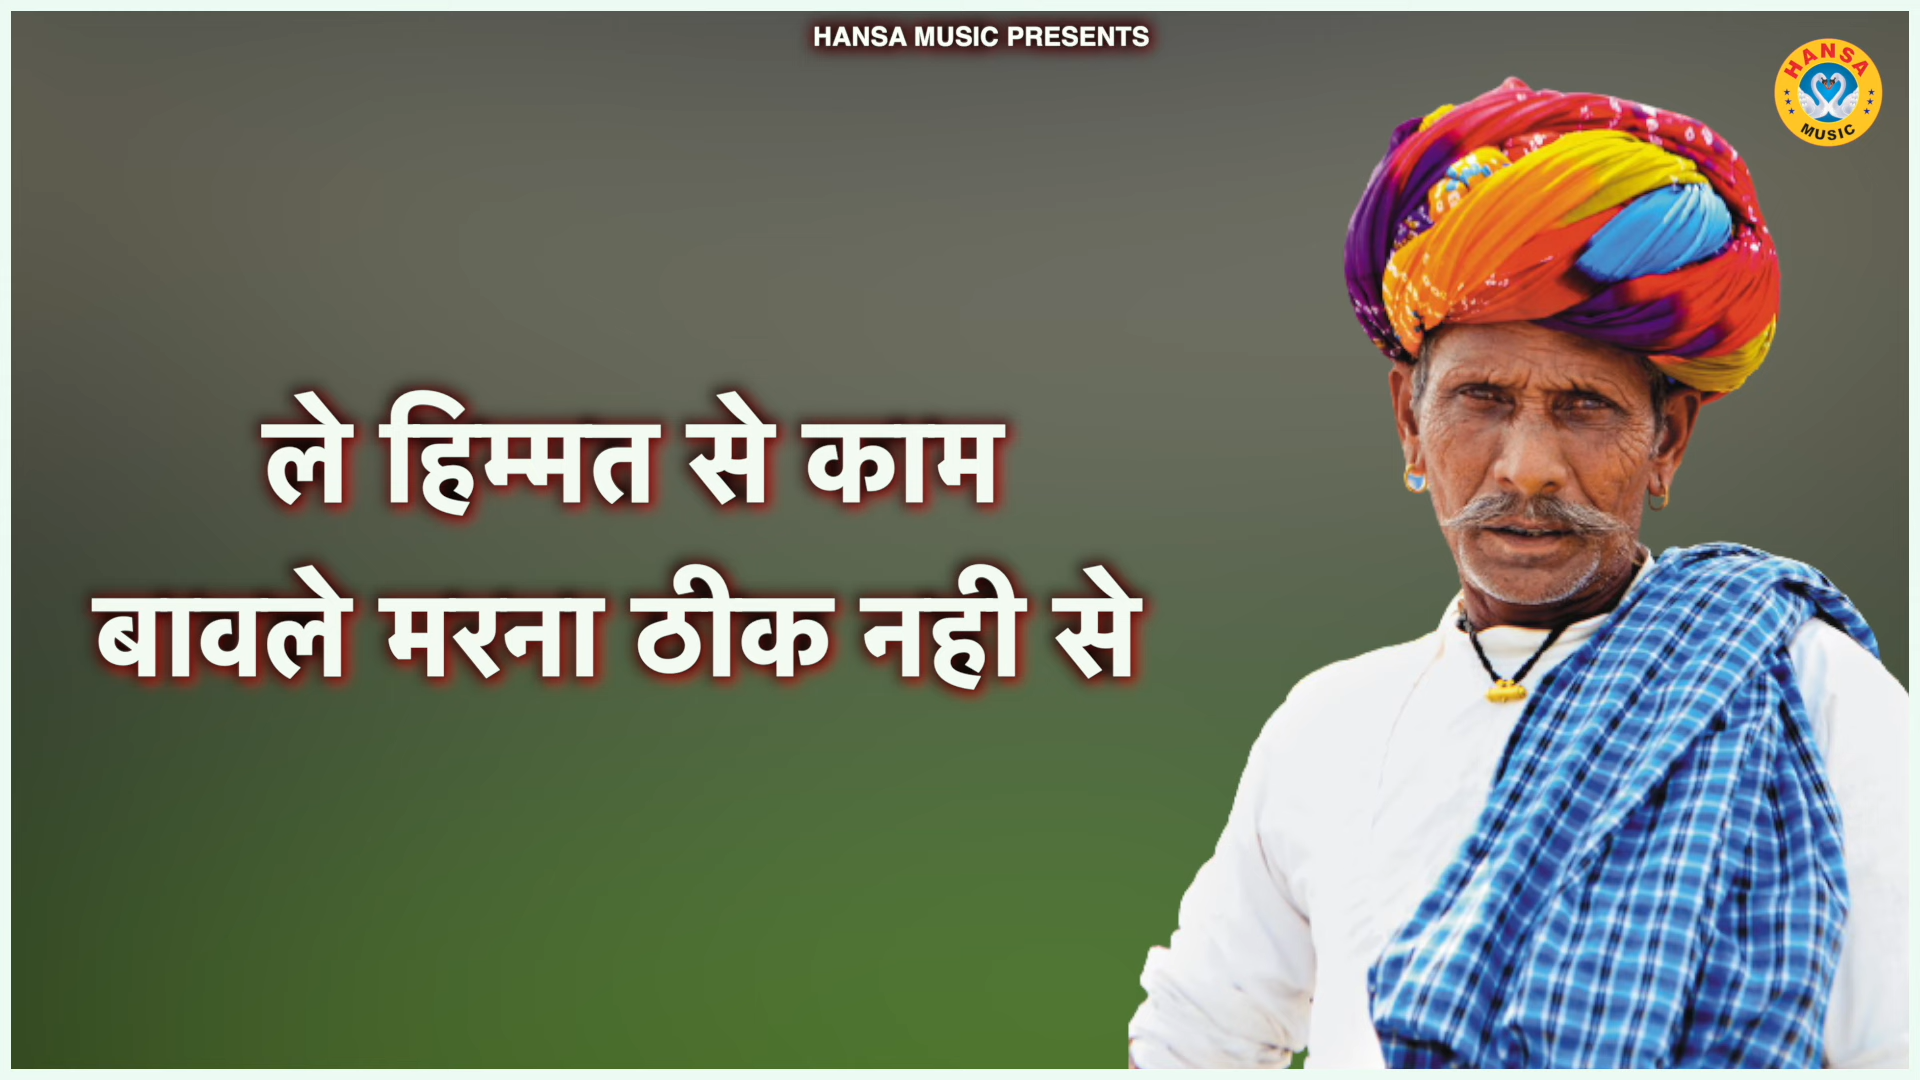 HANSA MUSIC PRESENTS
HANSA
MUSIC
ले हिम्मत से काम
बावले मरना ठीक नही से